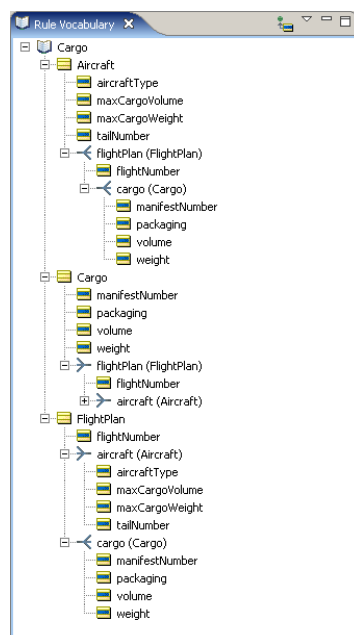 Rule Vocabulary
Cargo
Aircraft
aircraftType
maxCargoVolume
maxCargoWeight
tailNumber
flightPlan (FlightPlan)
flightNumber
cargo (Cargo)
manifestNumber
packaging
volume
weight
Cargo
manifestNumber
packaging
volume
weight
flightPlan (FlightPlan)
flightNumber
aircraft (Aircraft)
FlightPlan
flightNumber
aircraft (Aircraft)
aircraftType
maxCargoVolume
maxCargoWeight
tailNumber
cargo (Cargo)
manifestNumber
packaging
volume
weight